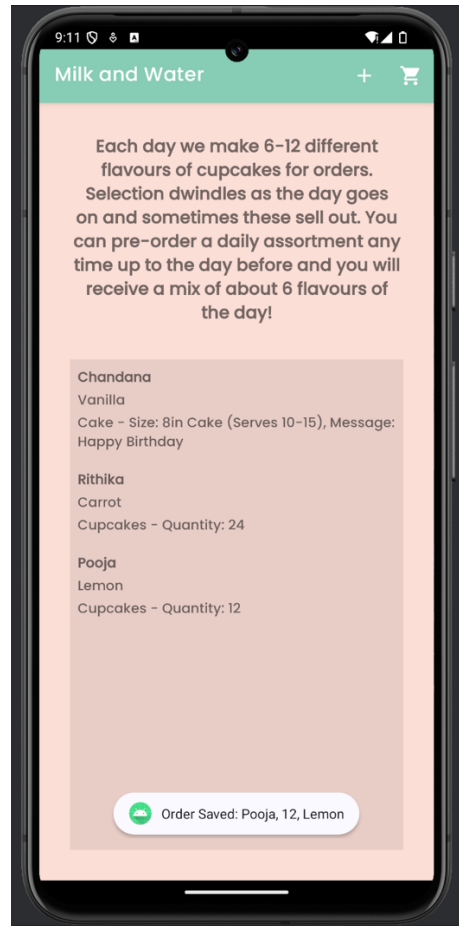 9:11
Milk and Water
Each day we make 6-12 different
flavours of cupcakes for orders.
Selection dwindles as the day goes
on and sometimes these sell out. You
can pre-order a daily assortment any
time up to the day before and you will
receive a mix of about 6 flavours of
the day!
Chandana
Vanilla
Cake - Size: 8in Cake (Serves 10-15), Message:
Happy Birthday
Rithika
Carrot
Cupcakes - Quantity: 24
Pooja
Lemon
Cupcakes - Quantity: 12
Order Saved: Pooja, 12, Lemon